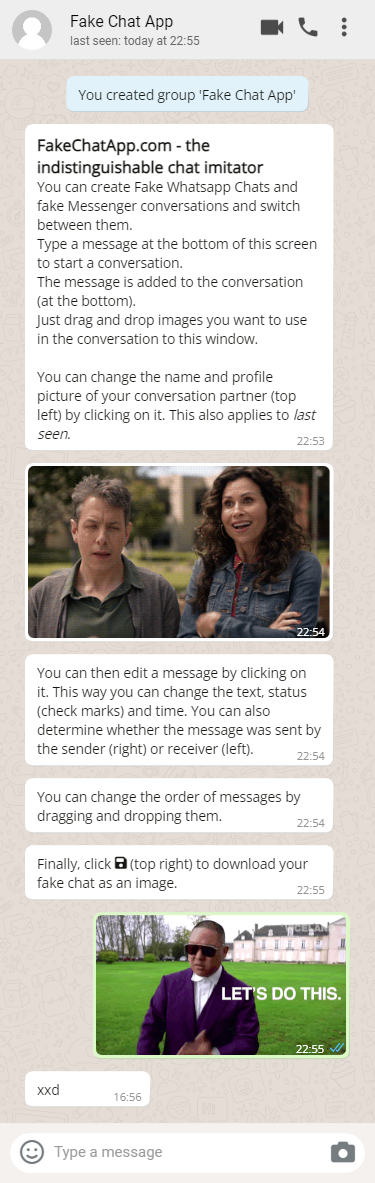 Fake Chat App
last seen: today at 22:55
You created group 'Fake Chat App'
FakeChatApp.com - the
indistinguishable chat imitator
You can create Fake Whatsapp Chats and
fake Messenger conversations and switch
between them.
Type a message at the bottom of this screen
to start a conversation.
The message is added to the conversation
(at the bottom).
Just drag and drop images you want to use
in the conversation to this window.
You can change the name and profile
picture of your conversation partner (top
left) by clicking on it. This also applies to last
seen.
22:53
22:54
You can then edit a message by clicking on
it. This way you can change the text, status
(check marks) and time. You can also
determine whether the message was sent by
the sender (right) or receiver (left).
22:54
You can change the order of messages by
dragging and dropping them.
22:54
Finally, click (top right) to download your
fake chat as an image.
22:55
LET'S DO THIS.
22:55
xxd
16:56
Type a message